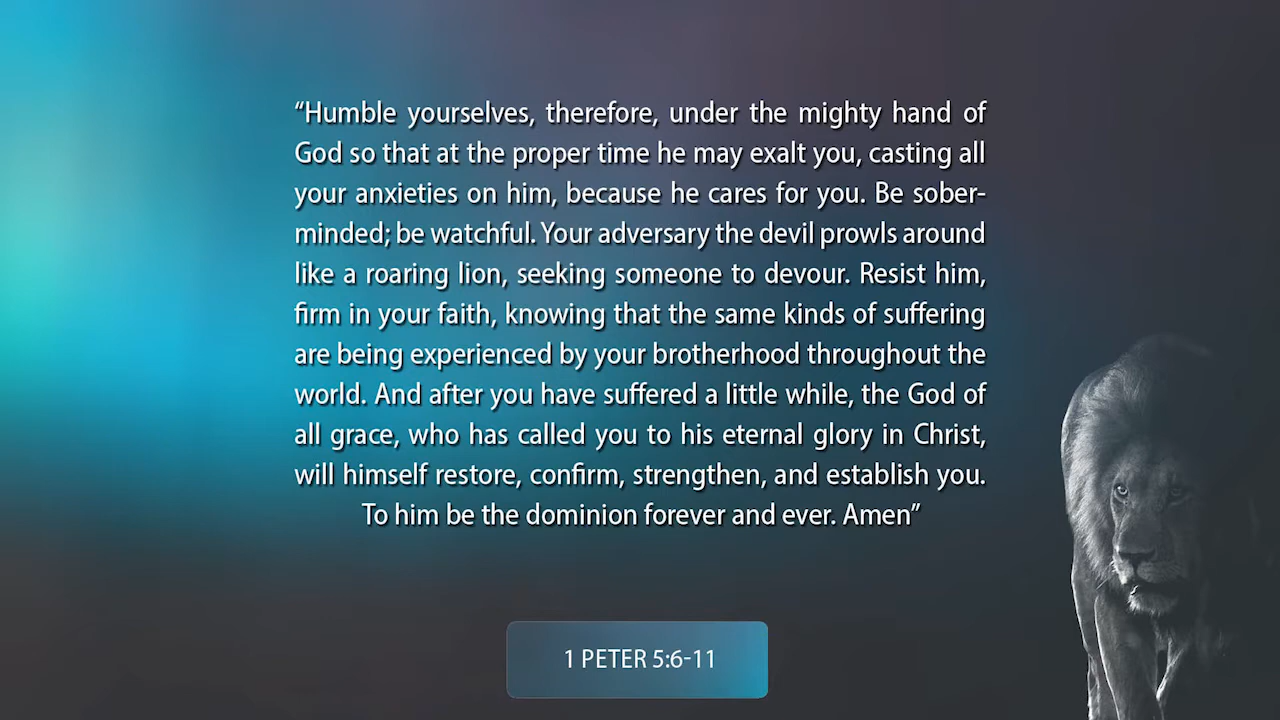 “Humble yourselves, therefore, under the mighty hand of
God so that at the proper time he may exalt you, casting all
your anxieties on him, because he cares for you. Be sober-
minded; be watchful. Your adversary the devil prowls around
like a roaring lion, seeking someone to devour. Resist him,
firm in your faith, knowing that the same kinds of suffering
are being experienced by your brotherhood throughout the
world. And after you have suffered a little while, the God of
all grace, who has called you to his eternal glory in Christ,
will himself restore, confirm, strengthen, and establish you.
To him be the dominion forever and ever. Amen”
1 PETER 5:6-11